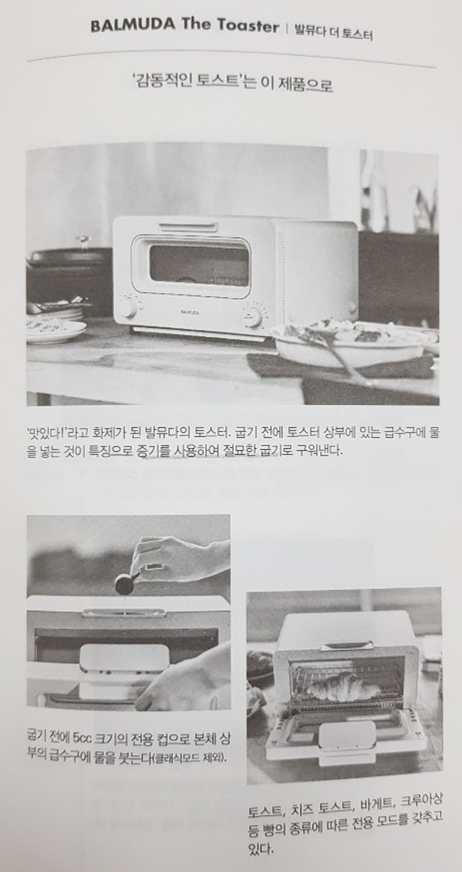 BALMUDA The Toaster | 발뮤다 더 토스터
'감동적인 토스트'는 이 제품으로
BALMUDA
'맛있다!'라고 화제가 된 발뮤다의 토스터. 굽기 전에 토스터 상부에 있는 급수구에 물
을 넣는 것이 특징으로 증기를 사용하여 절묘한 굽기로 구워낸다.
굽기 전에 5cc 크기의 전용 컵으로 본체 상
부의 급수구에 물을 붓는다(클래식모드 제외).
토스트, 치즈 토스트, 바게트, 크루아상
등 빵의 종류에 따른 전용 모드를 갖추고
있다.